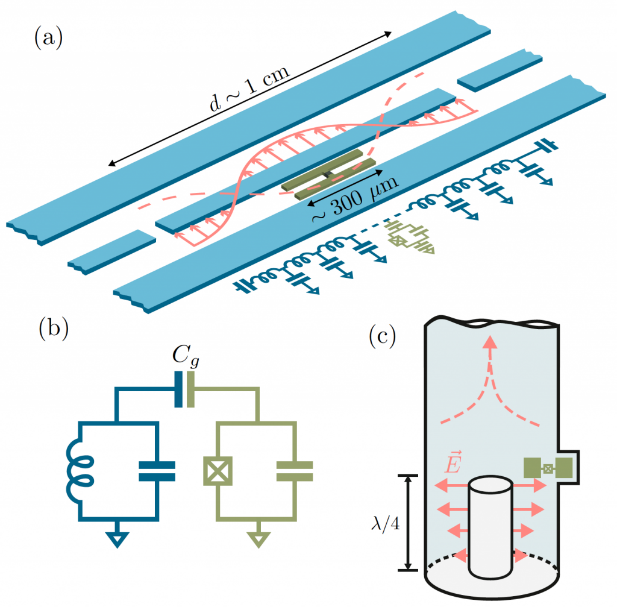 (a)
d ~ 1 cm
~ 300 μm
(b)
C_g
(c)
E⃗
λ/4